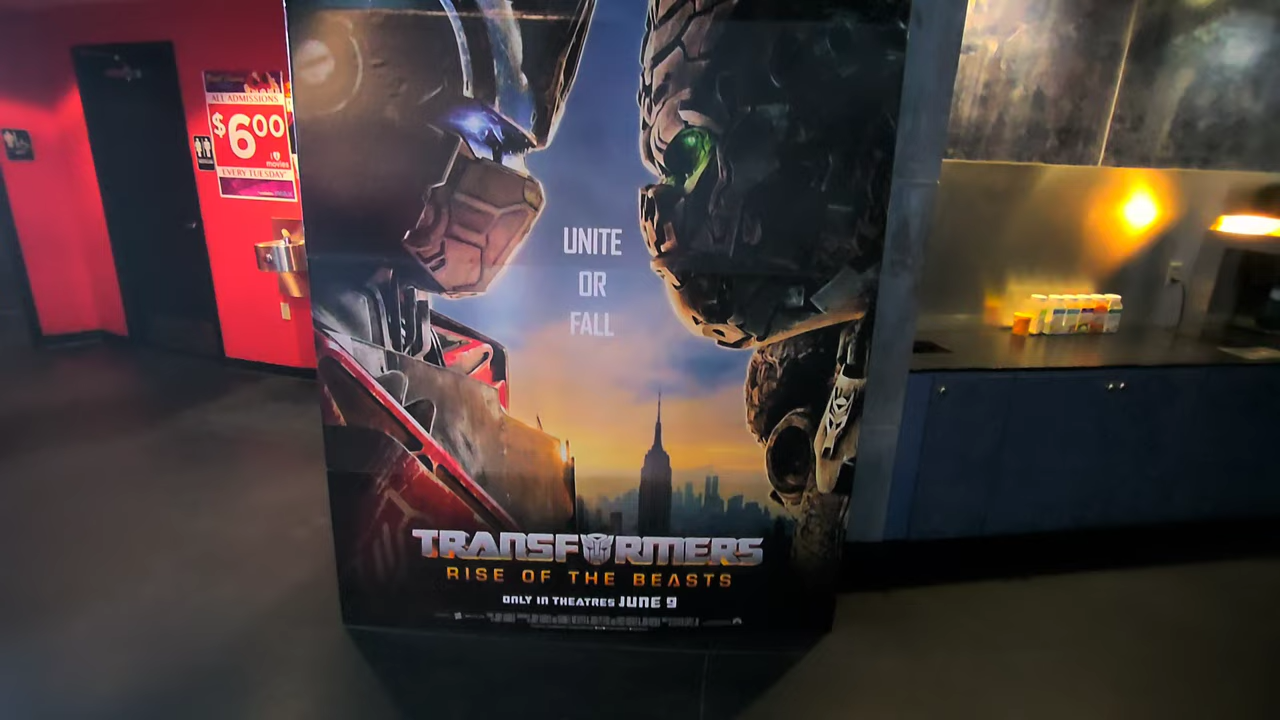 ALL ADMISSIONS
$6.00
movies
EVERY TUESDAY
UNITE
OR
FALL
TRANSFORMERS
RISE OF THE BEASTS
ONLY IN THEATRES JUNE 9